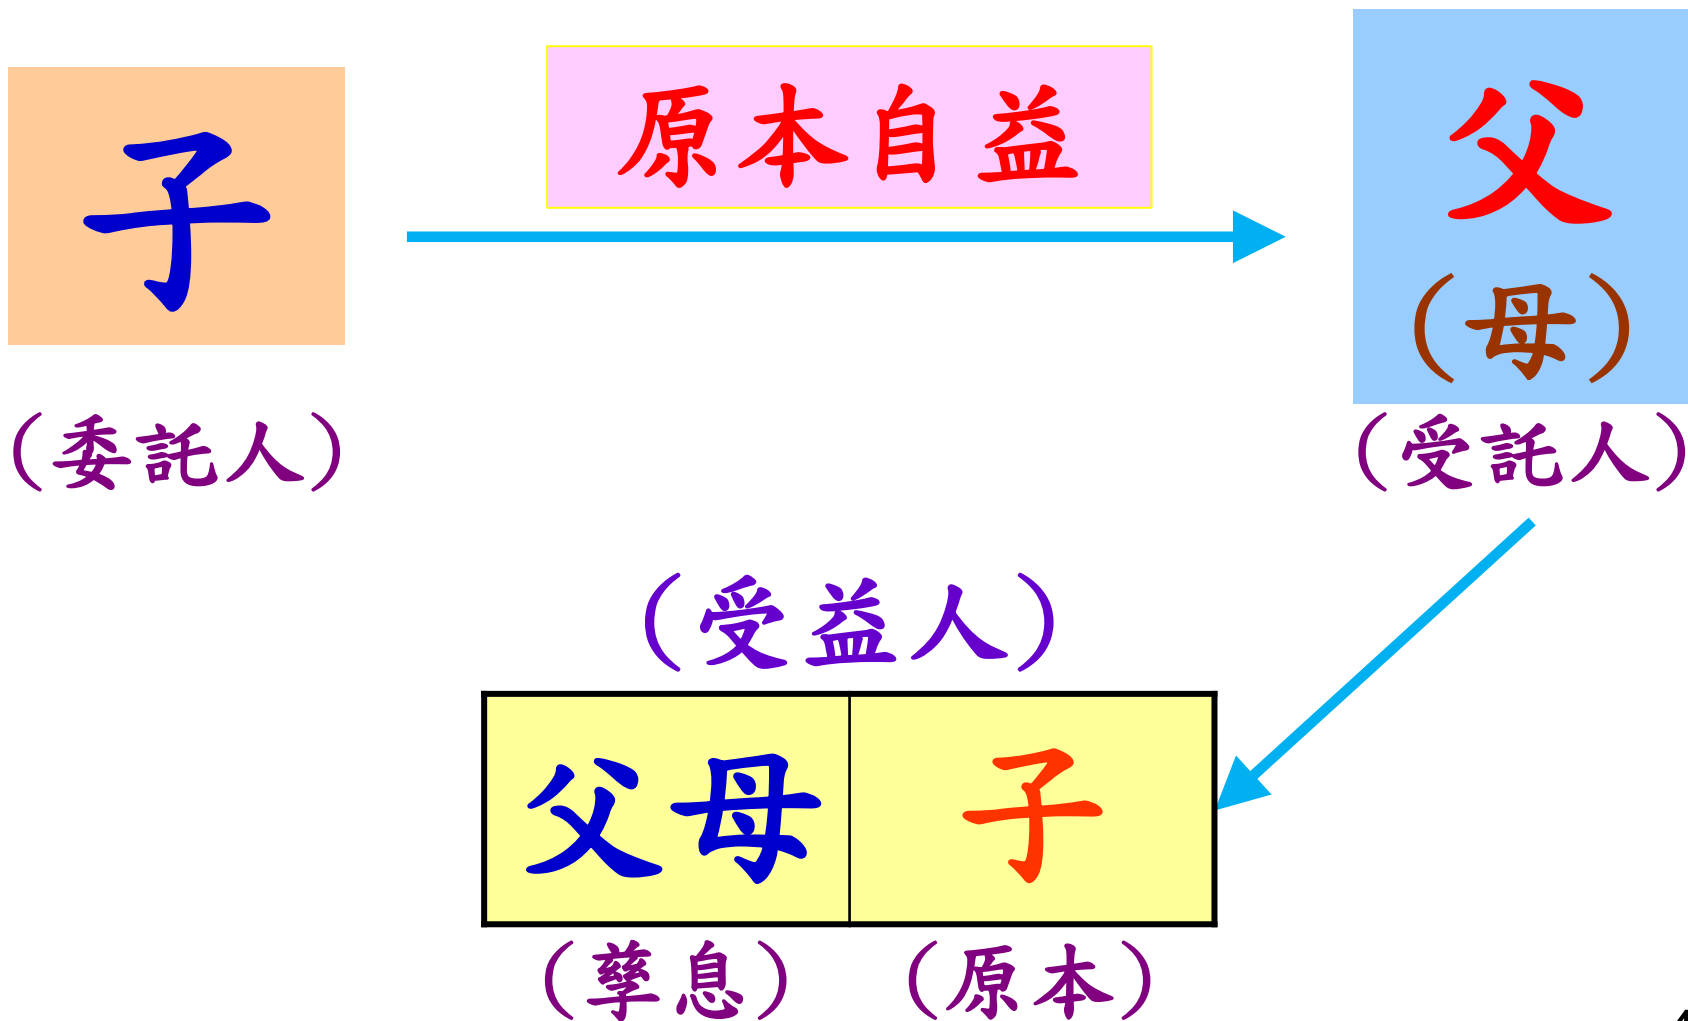 子
原本自益
父
（母）
（委託人）
（受託人）
（受益人）
父母 子
（孳息） （原本）